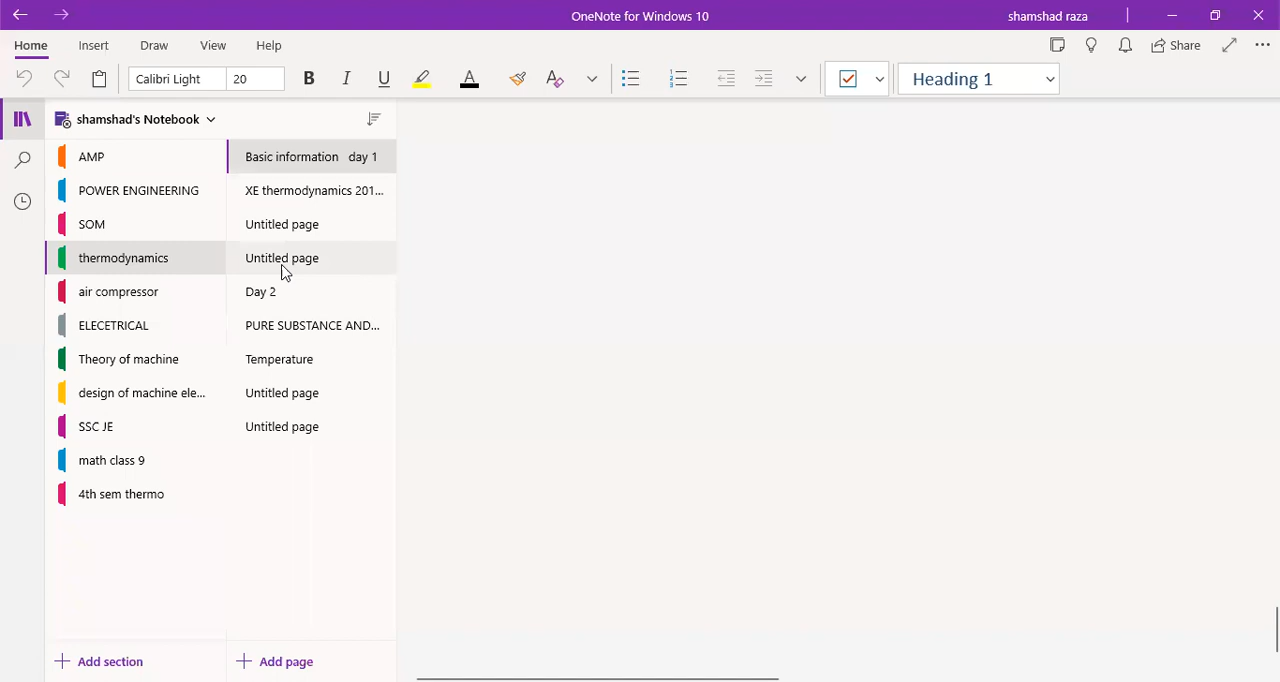 OneNote for Windows 10
shamshad raza
Home
Insert
Draw
View
Help
Share
Calibri Light
20
B
I
U
A
A
Heading 1
shamshad's Notebook
AMP
POWER ENGINEERING
SOM
thermodynamics
air compressor
ELECETRICAL
Theory of machine
design of machine ele...
SSC JE
math class 9
4th sem thermo
Add section
Basic information day 1
XE thermodynamics 201...
Untitled page
Untitled page
Day 2
PURE SUBSTANCE AND...
Temperature
Untitled page
Untitled page
Add page